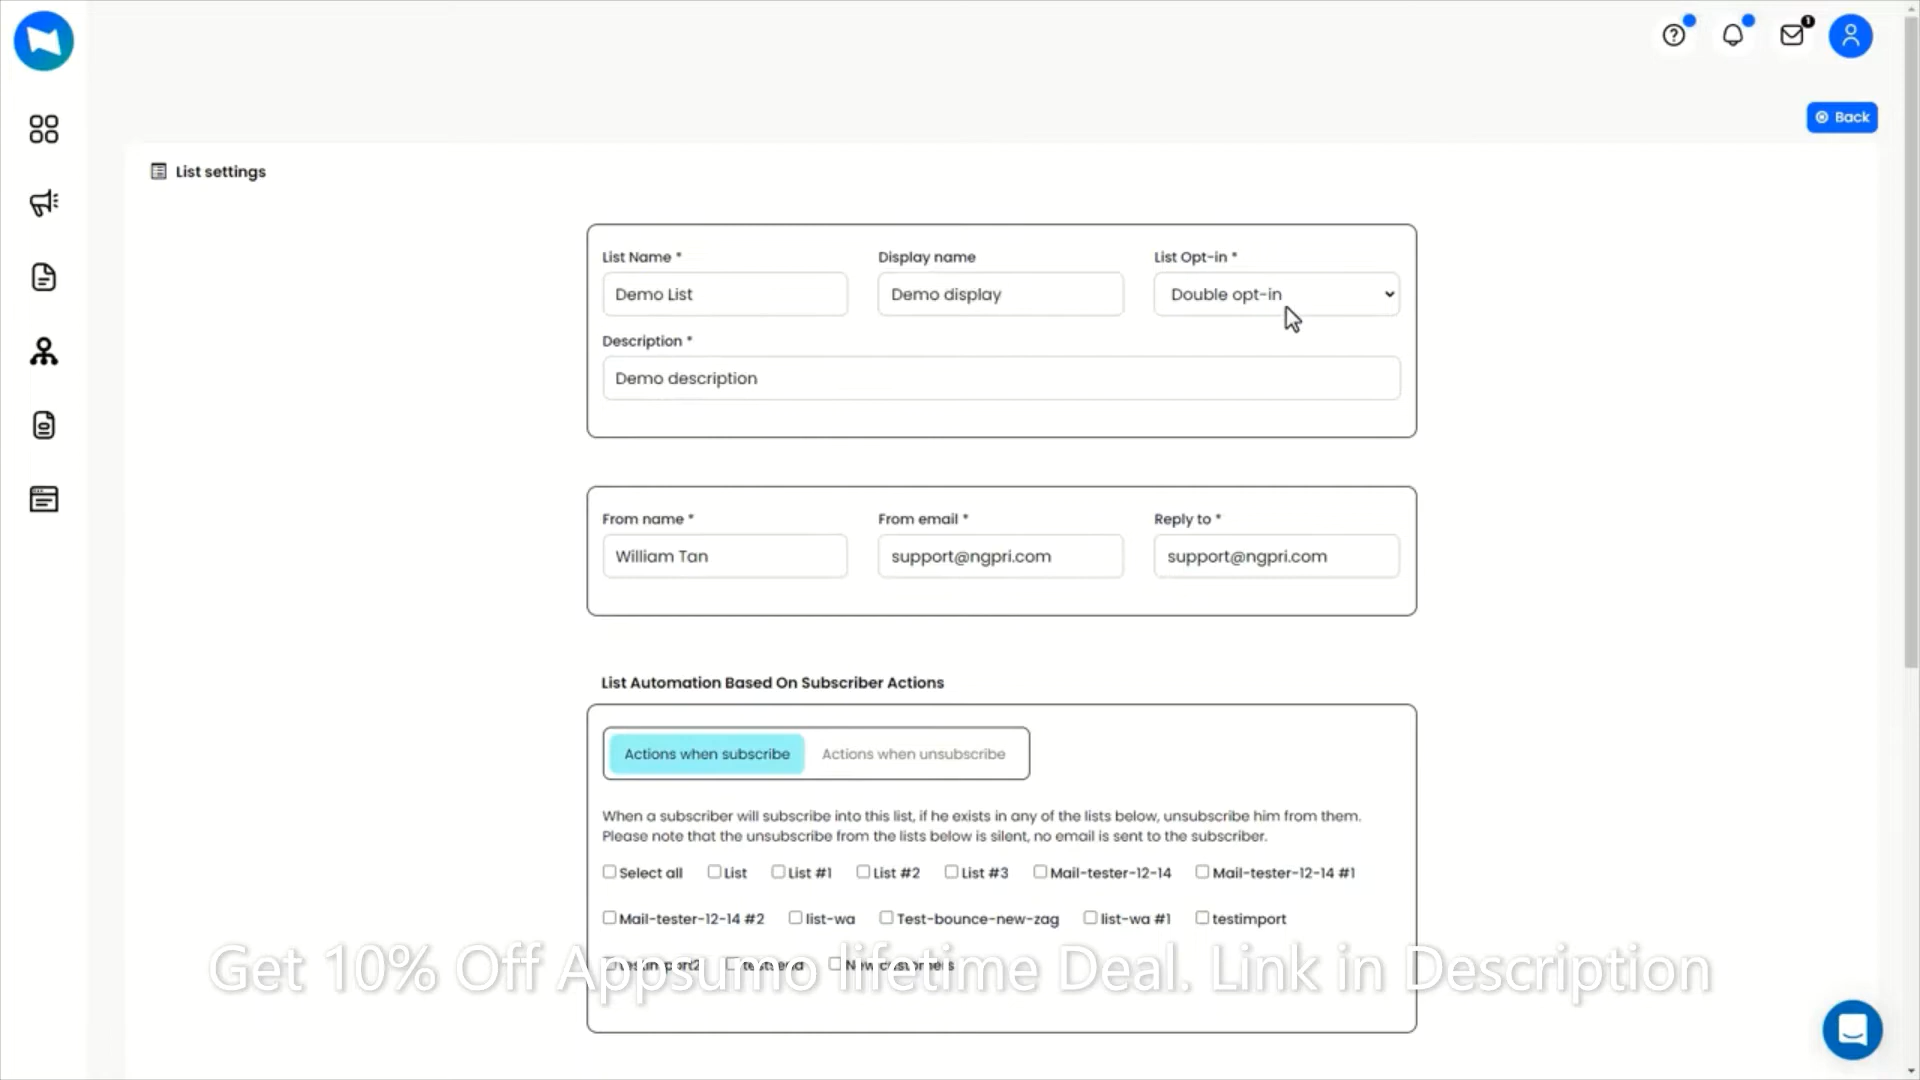 1
Back
List settings
List Name * Display name List Opt-in *
Demo List Demo display Double opt-in
Description *
Demo description
From name * From email * Reply to *
William Tan support@ngpri.com support@ngpri.com
List Automation Based On Subscriber Actions
Actions when subscribe Actions when unsubscribe
When a subscriber will subscribe into this list, if he exists in any of the lists below, unsubscribe him from them.
Please note that the unsubscribe from the lists below is silent, no email is sent to the subscriber.
Select all List List #1 List #2 List #3 Mail-tester-12-14 Mail-tester-12-14 #1
Mail-tester-12-14 #2 list-wa Test-bounce-new-zag list-wa #1 testimport
testimport2 testsend New customers
Get 10% Off Appsumo lifetime Deal. Link in Description